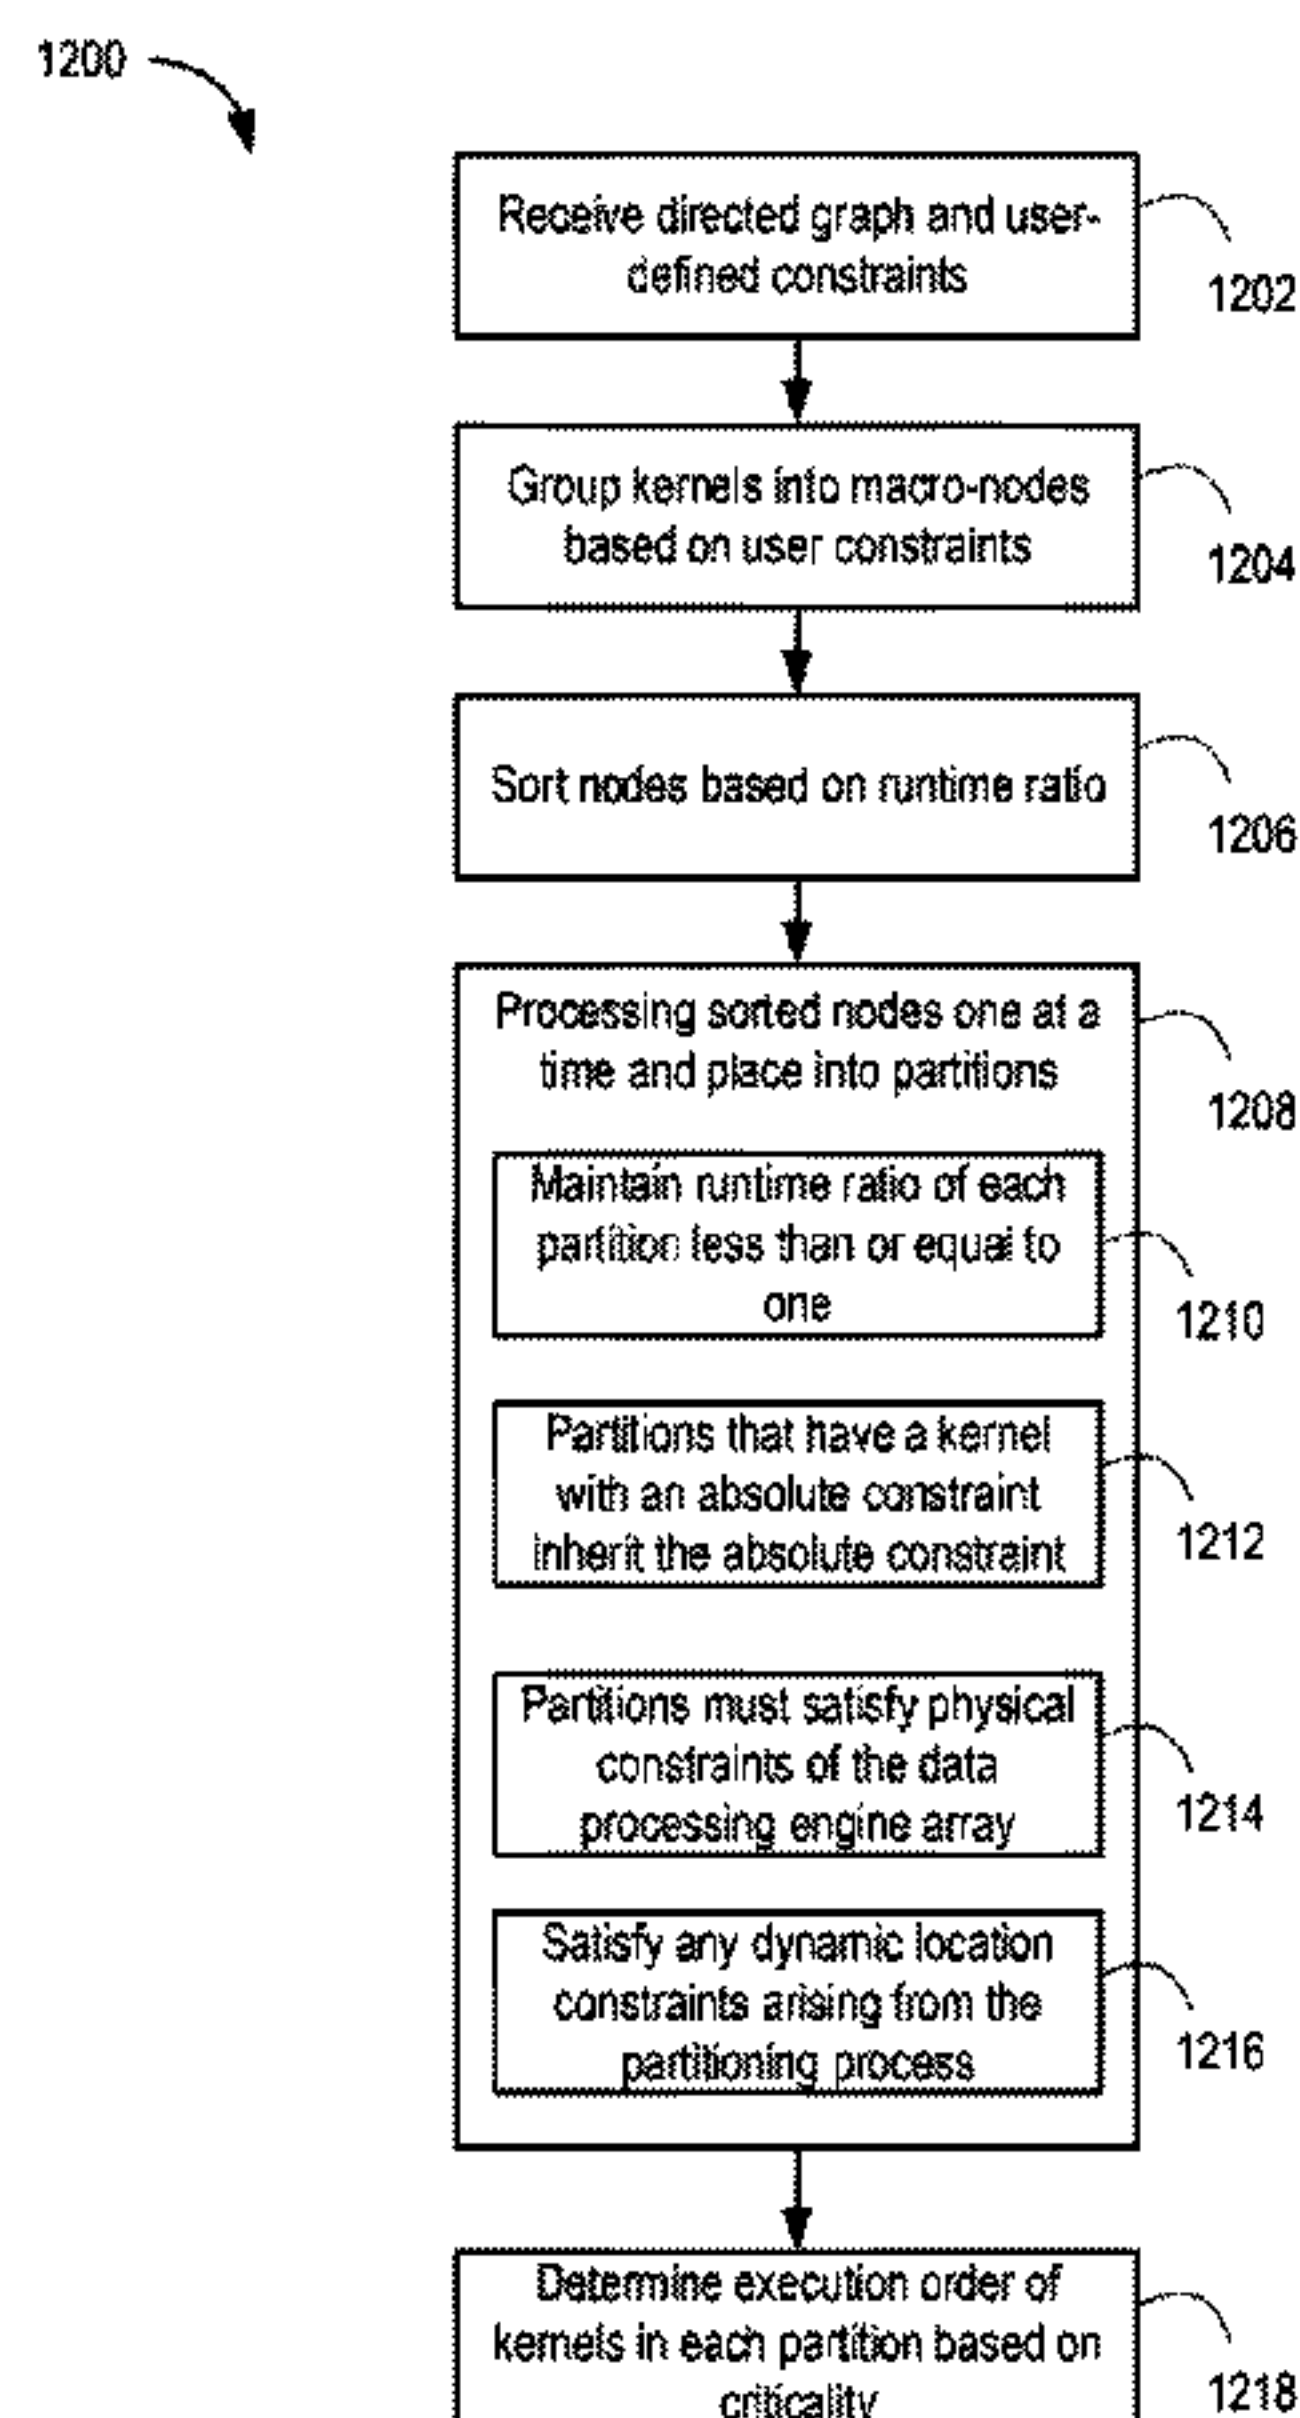 1200
Receive directed graph and user-
defined constraints
1202
Group kernels into macro-nodes
based on user constraints
1204
Sort nodes based on runtime ratio
1206
Processing sorted nodes one at a
time and place into partitions
1208
Maintain runtime ratio of each
partition less than or equal to
one
1210
Partitions that have a kernel
with an absolute constraint
inherit the absolute constraint
1212
Partitions must satisfy physical
constraints of the data
processing engine array
1214
Satisfy any dynamic location
constraints arising from the
partitioning process
1216
Determine execution order of
kernels in each partition based on
criticality
1218